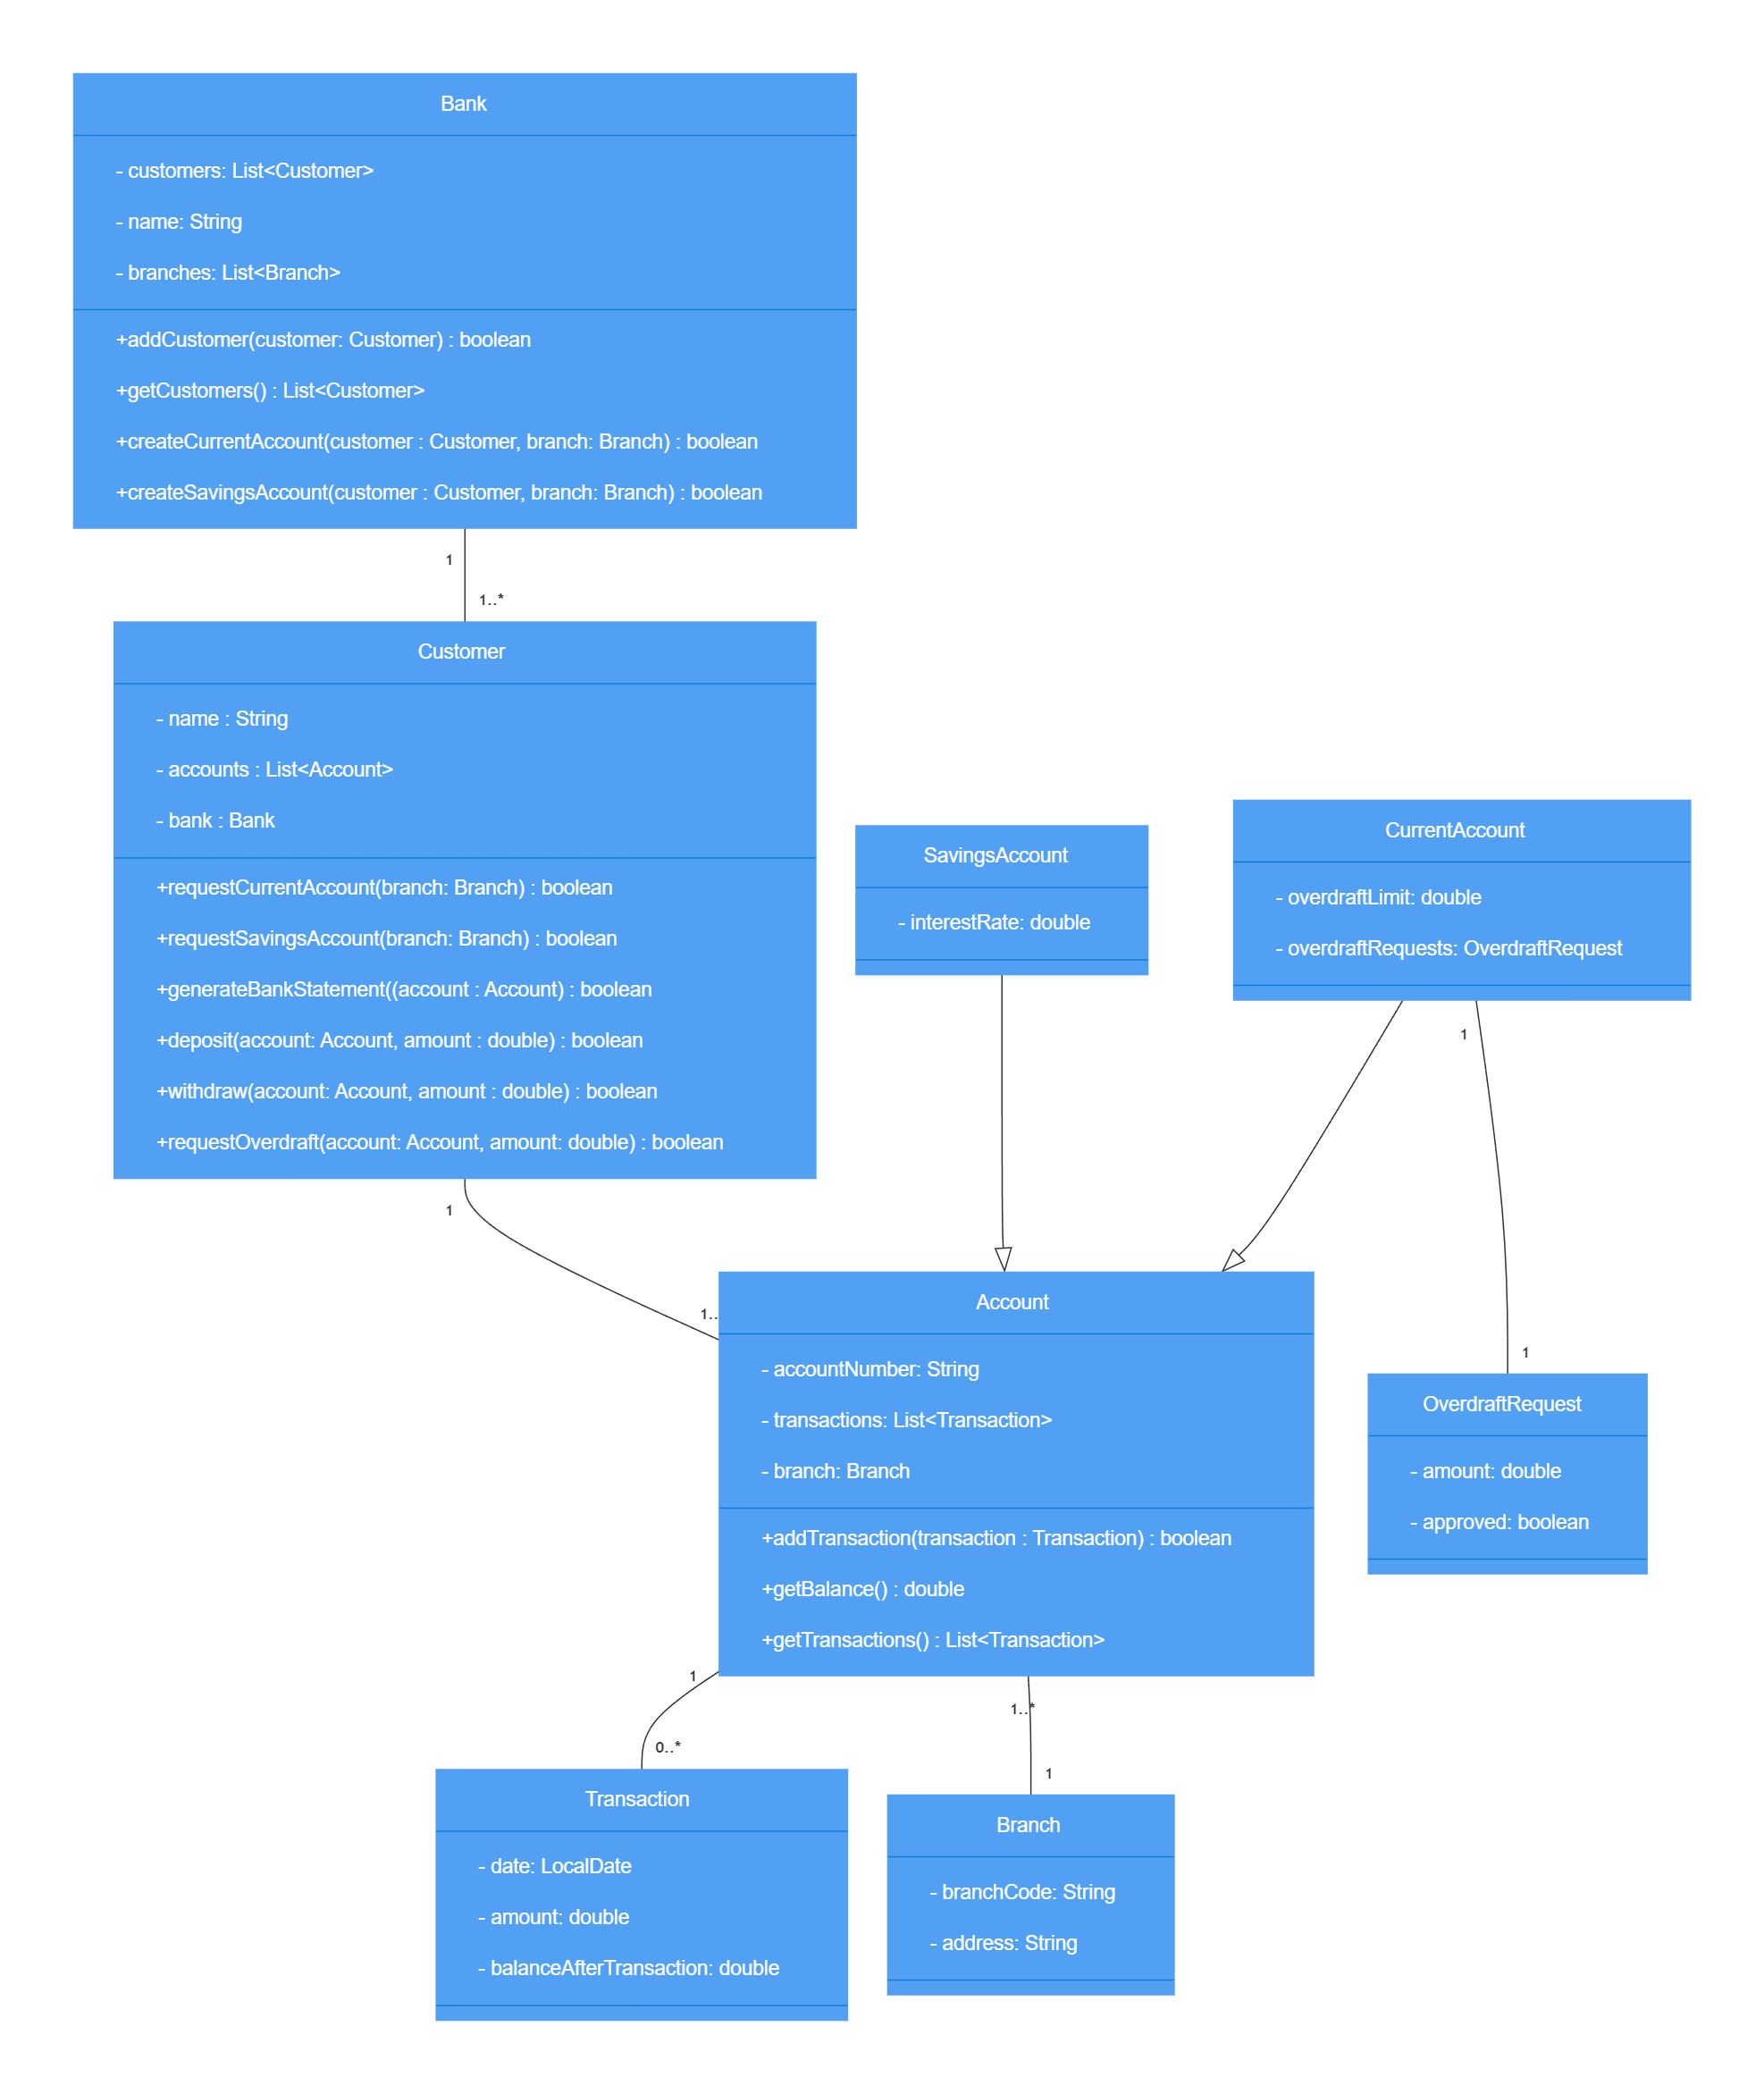 Bank
- customers: List<Customer>
- name: String
- branches: List<Branch>
+addCustomer(customer: Customer) : boolean
+getCustomers() : List<Customer>
+createCurrentAccount(customer : Customer, branch: Branch) : boolean
+createSavingsAccount(customer : Customer, branch: Branch) : boolean
1
1..*
Customer
- name : String
- accounts : List<Account>
- bank : Bank
+requestCurrentAccount(branch: Branch) : boolean
+requestSavingsAccount(branch: Branch) : boolean
+generateBankStatement((account : Account) : boolean
+deposit(account: Account, amount : double) : boolean
+withdraw(account: Account, amount : double) : boolean
+requestOverdraft(account: Account, amount: double) : boolean
SavingsAccount
- interestRate: double
CurrentAccount
- overdraftLimit: double
- overdraftRequests: OverdraftRequest
1
1
1..
1
Account
- accountNumber: String
- transactions: List<Transaction>
- branch: Branch
+addTransaction(transaction : Transaction) : boolean
+getBalance() : double
+getTransactions() : List<Transaction>
OverdraftRequest
- amount: double
- approved: boolean
1
0..*
1..*
1
Transaction
- date: LocalDate
- amount: double
- balanceAfterTransaction: double
Branch
- branchCode: String
- address: String